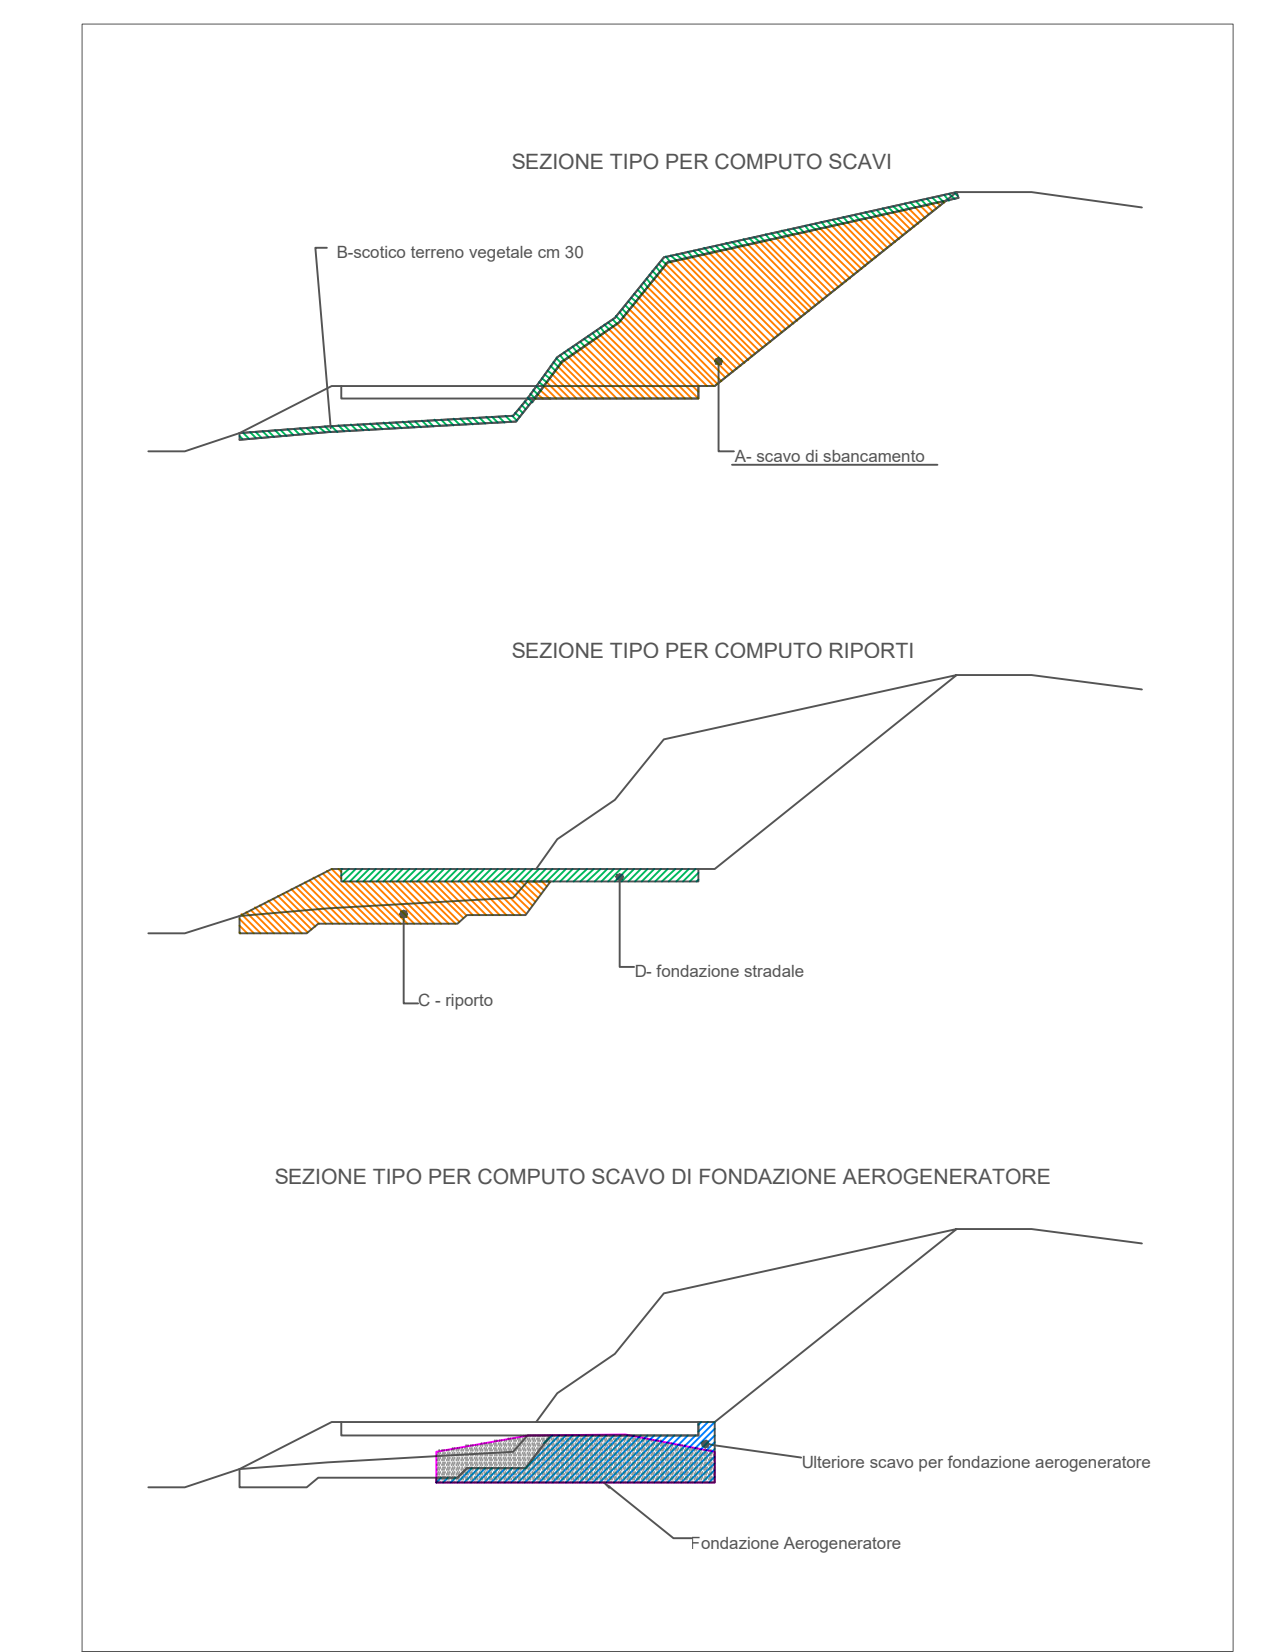 SEZIONE TIPO PER COMPUTO SCAVI
B-scotico terreno vegetale cm 30
A- scavo di sbancamento
SEZIONE TIPO PER COMPUTO RIPORTI
D- fondazione stradale
C - riporto
SEZIONE TIPO PER COMPUTO SCAVO DI FONDAZIONE AEROGENERATORE
Ulteriore scavo per fondazione aerogeneratore
Fondazione Aerogeneratore